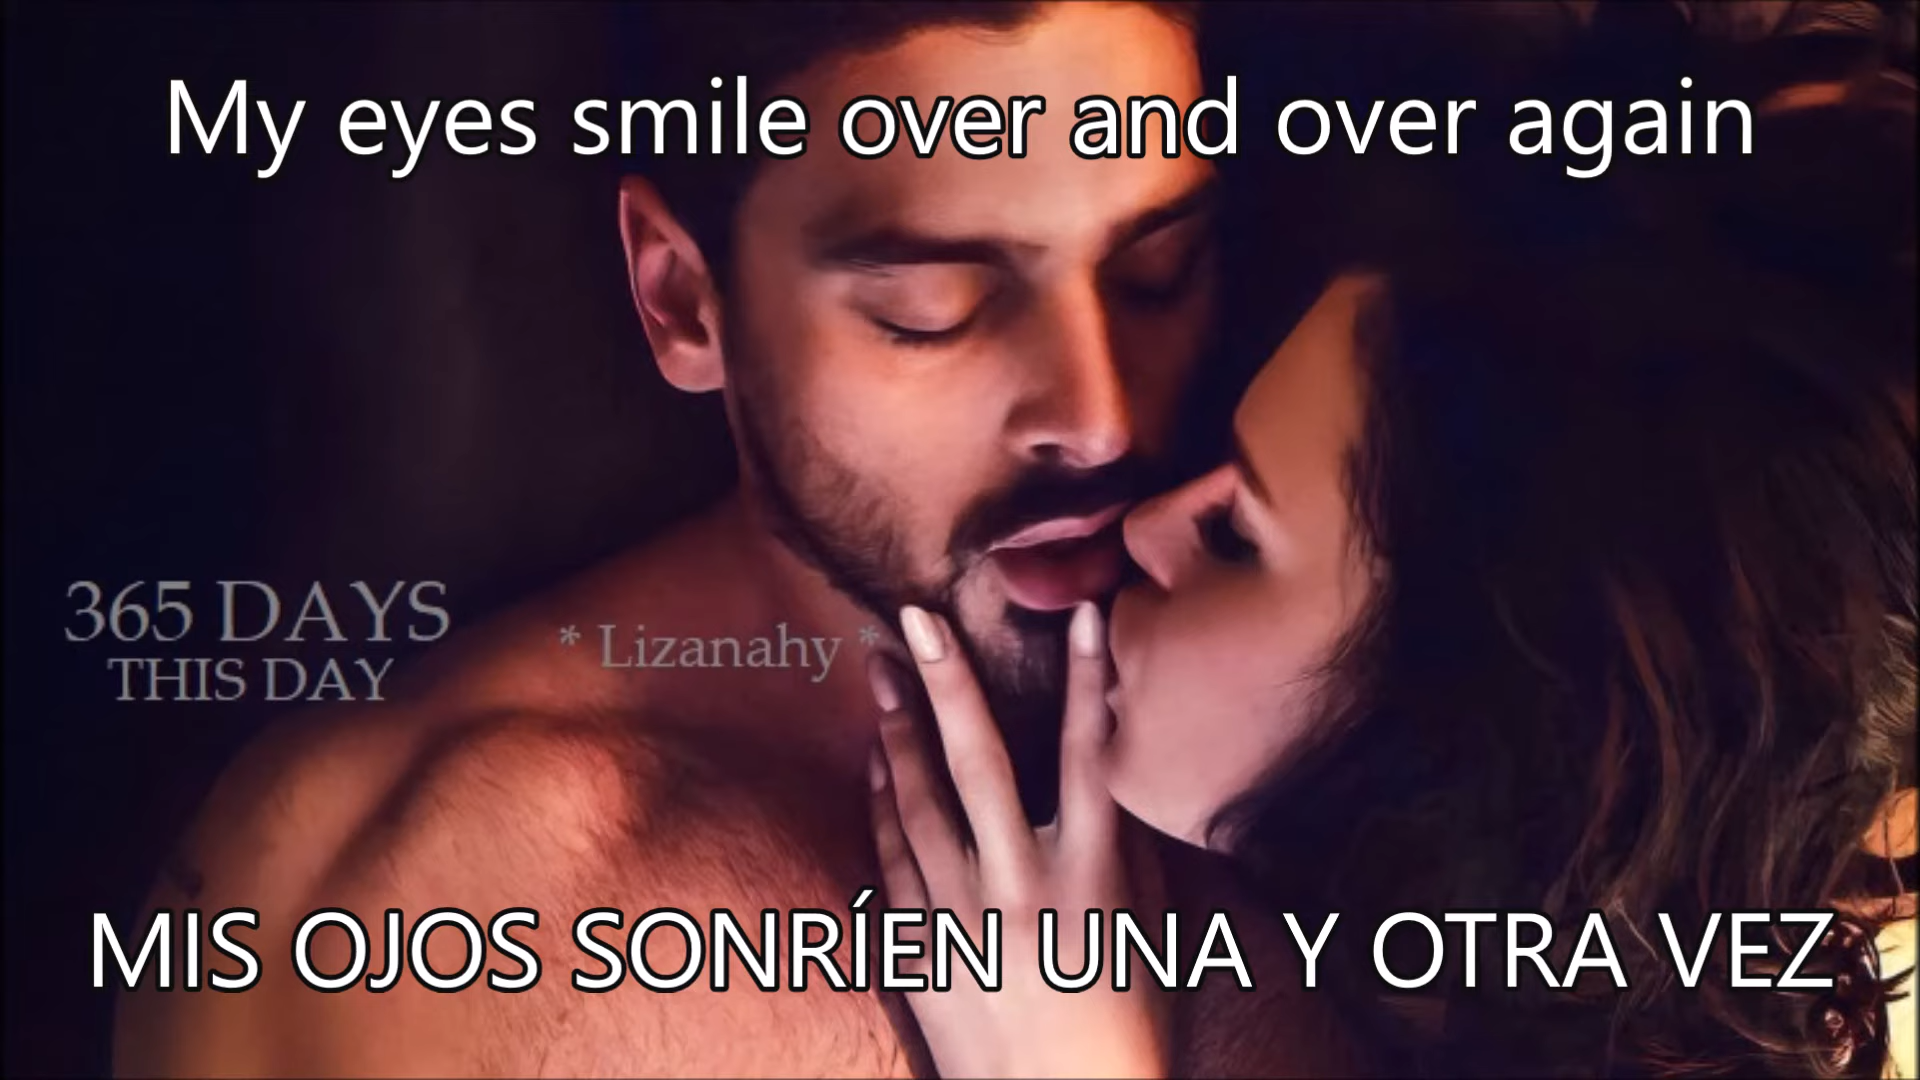 My eyes smile over and over again
365 DAYS
THIS DAY
* Lizanahy *
MIS OJOS SONRÍEN UNA Y OTRA VEZ